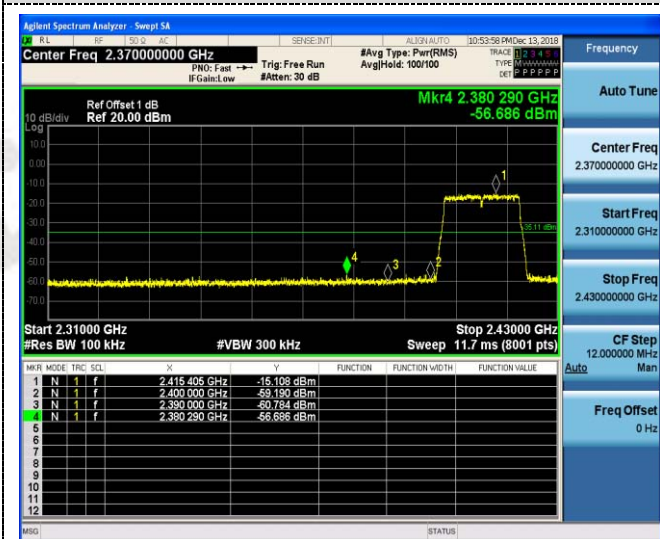 Agilent Spectrum Analyzer - Swept SA
RL RF 50 Ω AC SENSE:INT ALIGN AUTO 10:53:58 PM Dec 13, 2018
Center Freq 2.370000000 GHz #Avg Type: Pwr(RMS) TRACE 1 2 3 4 5 6
PNO: Fast Trig: Free Run Avg|Hold: 100/100 TYPE M
IFGain:Low #Atten: 30 dB DET P P P P P P
Mkr4 2.380 290 GHz
-56.686 dBm
Ref Offset 1 dB
10 dB/div Ref 20.00 dBm
Log
10.0
0.00
-10.0
-20.0
-30.0
-35.11 dBm
-40.0
-50.0
-60.0
-70.0
1
2
3
4
Start 2.31000 GHz Stop 2.43000 GHz
#Res BW 100 kHz #VBW 300 kHz Sweep 11.7 ms (8001 pts)
MKR MODE TRC SCL X Y FUNCTION FUNCTION WIDTH FUNCTION VALUE
1 N 1 f 2.415 405 GHz -15.108 dBm
2 N 1 f 2.400 000 GHz -59.190 dBm
3 N 1 f 2.390 000 GHz -60.784 dBm
4 N 1 f 2.380 290 GHz -56.686 dBm
5
6
7
8
9
10
11
12
MSG STATUS
Frequency
Auto Tune
Center Freq
2.370000000 GHz
Start Freq
2.310000000 GHz
Stop Freq
2.430000000 GHz
CF Step
12.000000 MHz
Auto Man
Freq Offset
0 Hz